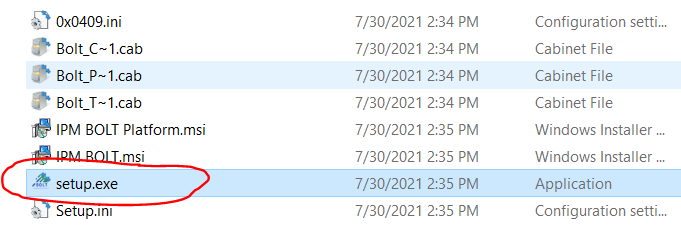 0x0409.ini 7/30/2021 2:34 PM Configuration setti...
Bolt_C~1.cab 7/30/2021 2:34 PM Cabinet File
Bolt_P~1.cab 7/30/2021 2:34 PM Cabinet File
Bolt_T~1.cab 7/30/2021 2:34 PM Cabinet File
IPM BOLT Platform.msi 7/30/2021 2:35 PM Windows Installer ...
IPM BOLT.msi 7/30/2021 2:35 PM Windows Installer ...
BOLT setup.exe 7/30/2021 2:35 PM Application
Setup.ini 7/30/2021 2:35 PM Configuration setti...